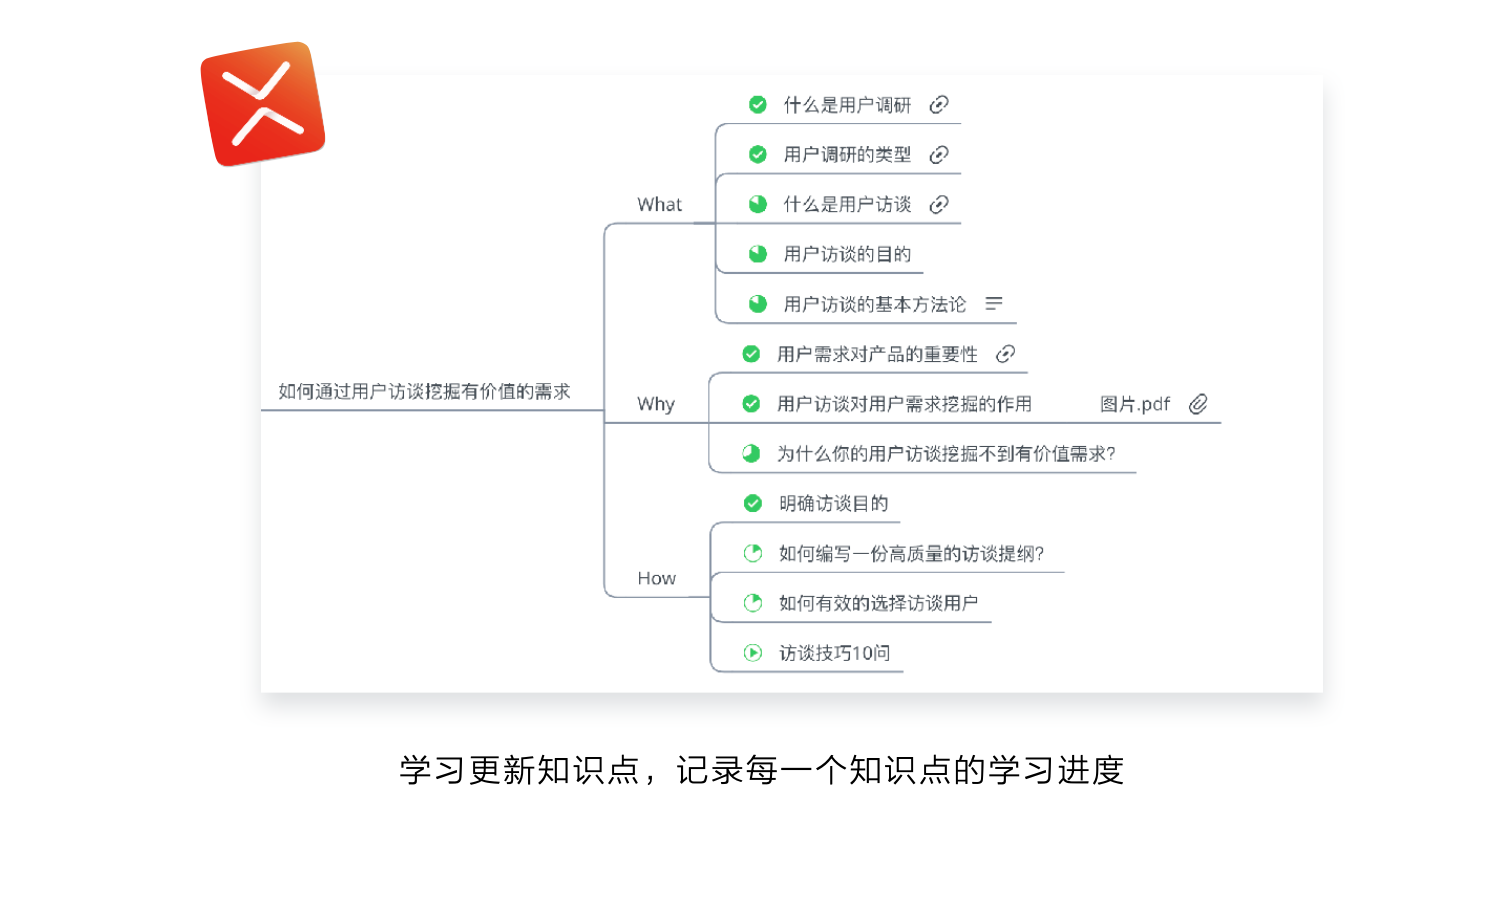 什么是用户调研
用户调研的类型
What
什么是用户访谈
用户访谈的目的
用户访谈的基本方法论
用户需求对产品的重要性
如何通过用户访谈挖掘有价值的需求
Why
用户访谈对用户需求挖掘的作用
图片.pdf
为什么你的用户访谈挖掘不到有价值需求?
明确访谈目的
如何编写一份高质量的访谈提纲?
How
如何有效的选择访谈用户
访谈技巧10问
学习更新知识点，记录每一个知识点的学习进度